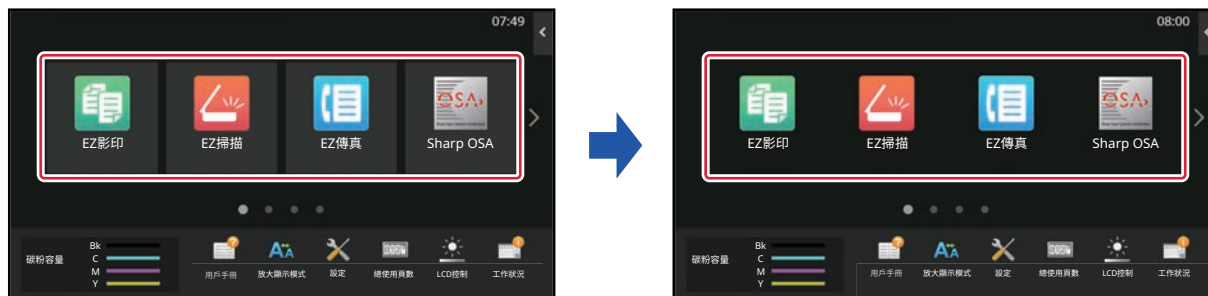 07:49
EZ影印 EZ掃描 EZ傳真 Sharp OSA
碳粉容量
Bk
C
M
Y
用戶手冊 放大顯示模式 設定 總使用頁數 LCD控制 工作狀況
08:00
EZ影印 EZ掃描 EZ傳真 Sharp OSA
碳粉容量
Bk
C
M
Y
用戶手冊 放大顯示模式 設定 總使用頁數 LCD控制 工作狀況